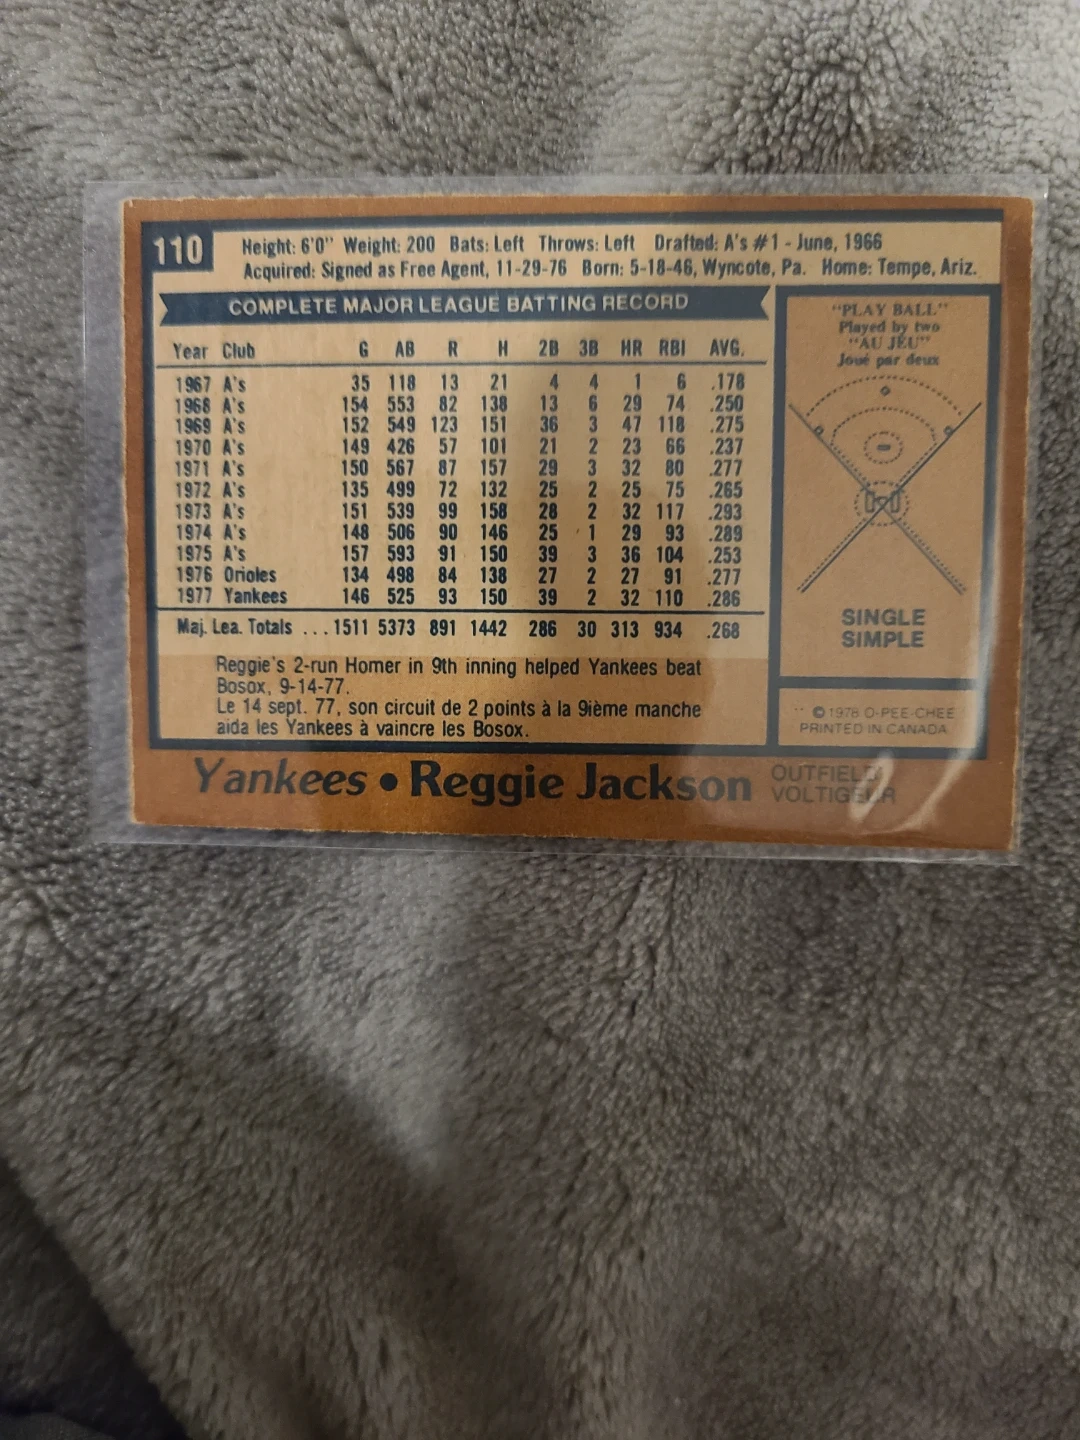 110
Height: 6'0" Weight: 200 Bats: Left Throws: Left Drafted: A's #1 - June, 1966
Acquired: Signed as Free Agent, 11-29-76 Born: 5-18-46, Wyncote, Pa. Home: Tempe, Ariz.
COMPLETE MAJOR LEAGUE BATTING RECORD
Year Club G AB R H 2B 3B HR RBI AVG.
1967 A's 35 118 13 21 4 4 1 6 .178
1968 A's 154 553 82 138 13 6 29 74 .250
1969 A's 152 549 123 151 36 3 47 118 .275
1970 A's 149 426 57 101 21 2 23 66 .237
1971 A's 150 567 87 157 29 3 32 80 .277
1972 A's 135 499 72 132 25 2 25 75 .265
1973 A's 151 539 99 158 28 2 32 117 .293
1974 A's 148 506 90 146 25 1 29 93 .289
1975 A's 157 593 91 150 39 3 36 104 .253
1976 Orioles 134 498 84 138 27 2 27 91 .277
1977 Yankees 146 525 93 150 39 2 32 110 .286
Maj. Lea. Totals ... 1511 5373 891 1442 286 30 313 934 .268
Reggie's 2-run Homer in 9th inning helped Yankees beat
Bosox, 9-14-77.
Le 14 sept. 77, son circuit de 2 points à la 9ième manche
aida les Yankees à vaincre les Bosox.
"PLAY BALL"
Played by two
"AU JEU"
Joué par deux
SINGLE
SIMPLE
© 1978 O-PEE-CHEE
PRINTED IN CANADA
Yankees • Reggie Jackson
OUTFIELD
VOLTIGEUR